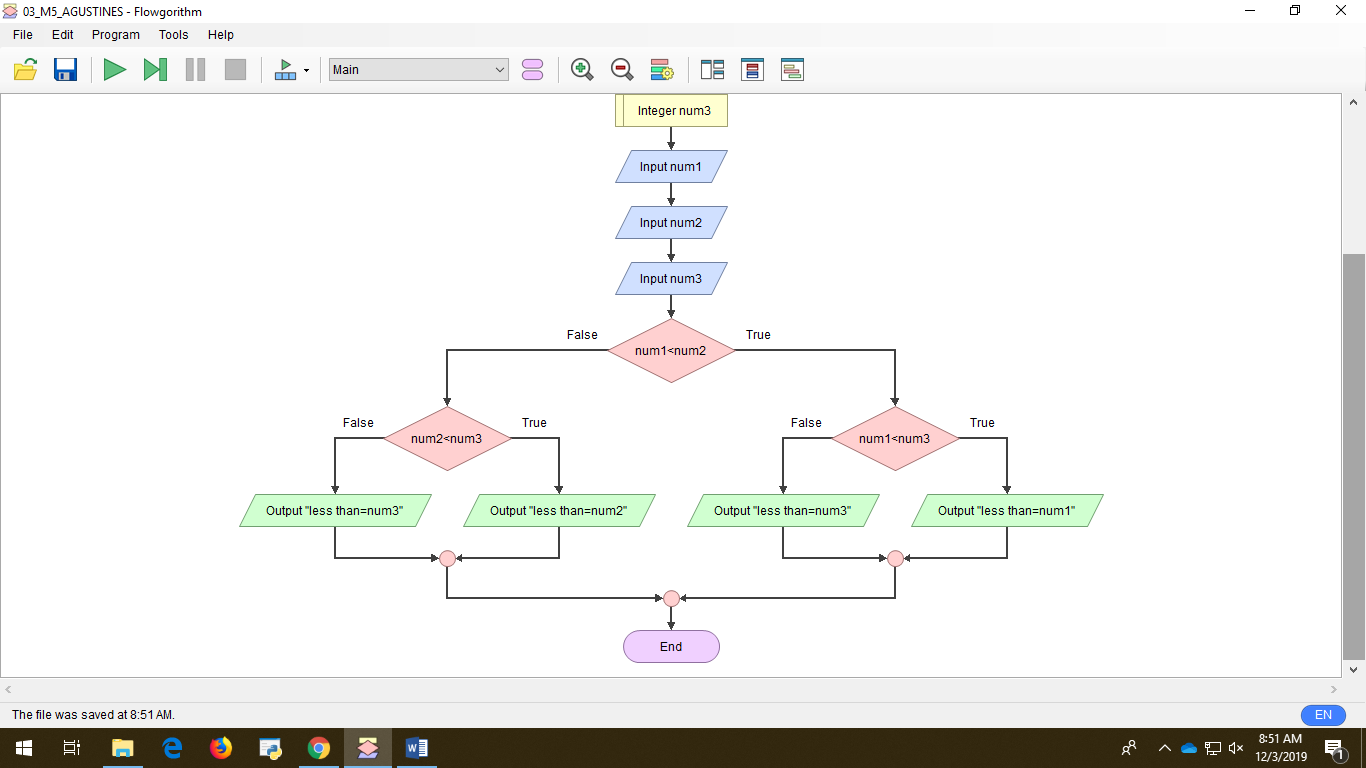 03_M5_AGUSTINES - Flowgorithm
File Edit Program Tools Help
Main
Integer num3
Input num1
Input num2
Input num3
False True
num1<num2
False True False True
num2<num3 num1<num3
Output "less than=num3" Output "less than=num2" Output "less than=num3" Output "less than=num1"
End
The file was saved at 8:51 AM.
EN
8:51 AM
12/3/2019
1